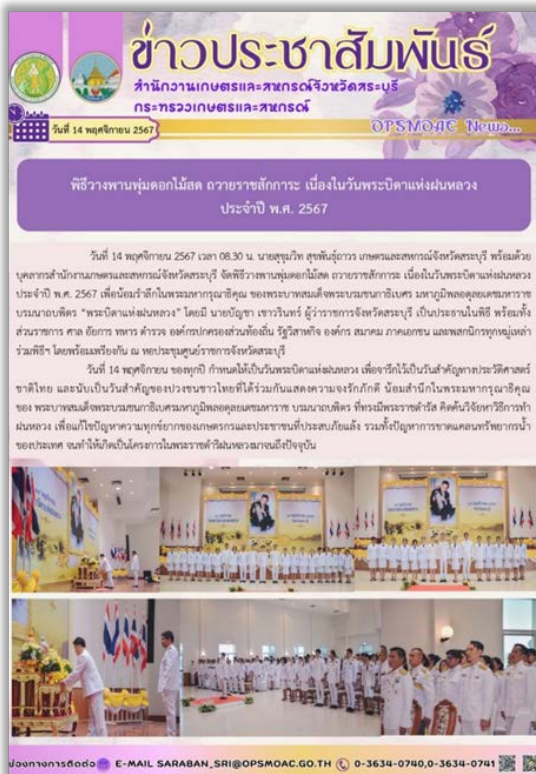 ข่าวประชาสัมพันธ์
สำนักงานเกษตรและสหกรณ์จังหวัดสระบุรี
กระทรวงเกษตรและสหกรณ์
วันที่ 14 พฤศจิกายน 2567
OPSMOAC News...
พิธีวางพานพุ่มดอกไม้สด ถวายราชสักการะ เนื่องในวันพระบิดาแห่งฝนหลวง
ประจำปี พ.ศ. 2567
วันที่ 14 พฤศจิกายน 2567 เวลา 08.30 น. นายสุขุมวิท สุขพันธุ์ถาวร เกษตรและสหกรณ์จังหวัดสระบุรี พร้อมด้วย
บุคลากรสำนักงานเกษตรและสหกรณ์จังหวัดสระบุรี จัดพิธีวางพานพุ่มดอกไม้สด ถวายราชสักการะ เนื่องในวันพระบิดาแห่งฝนหลวง
ประจำปี พ.ศ. 2567 เพื่อน้อมรำลึกในพระมหากรุณาธิคุณ ของพระบาทสมเด็จพระบรมชนกาธิเบศร มหาภูมิพลอดุลยเดชมหาราช
บรมนาถบพิตร “พระบิดาแห่งฝนหลวง” โดยมี นายบัญชา เชาวรินทร์ ผู้ว่าราชการจังหวัดสระบุรี เป็นประธานในพิธี พร้อมทั้ง
ส่วนราชการ ศาล อัยการ ทหาร ตำรวจ องค์กรปกครองส่วนท้องถิ่น รัฐวิสาหกิจ องค์กร สมาคม ภาคเอกชน และพสกนิกรทุกหมู่เหล่า
ร่วมพิธีฯ โดยพร้อมเพรียงกัน ณ หอประชุมศูนย์ราชการจังหวัดสระบุรี
วันที่ 14 พฤศจิกายน ของทุกปี กำหนดให้เป็นวันพระบิดาแห่งฝนหลวง เพื่อจารึกไว้เป็นวันสำคัญทางประวัติศาสตร์
ชาติไทย และนับเป็นวันสำคัญของปวงชนชาวไทยที่ได้ร่วมกันแสดงความจงรักภักดี น้อมสำนึกในพระมหากรุณาธิคุณ
ของ พระบาทสมเด็จพระบรมชนกาธิเบศรมหาภูมิพลอดุลยเดชมหาราช บรมนาถบพิตร ที่ทรงมีพระราชดำรัส คิดค้นวิจัยหาวิธีการทำ
ฝนหลวง เพื่อแก้ไขปัญหาความทุกข์ยากของเกษตรกรและประชาชนที่ประสบภัยแล้ง รวมทั้งปัญหาการขาดแคลนทรัพยากรน้ำ
ของประเทศ จนทำให้เกิดเป็นโครงการในพระราชดำริฝนหลวงมาจนถึงปัจจุบัน
ช่องทางการติดต่อ E-MAIL SARABAN_SRI@OPSMOAC.GO.TH 0-3634-0740,0-3634-0741